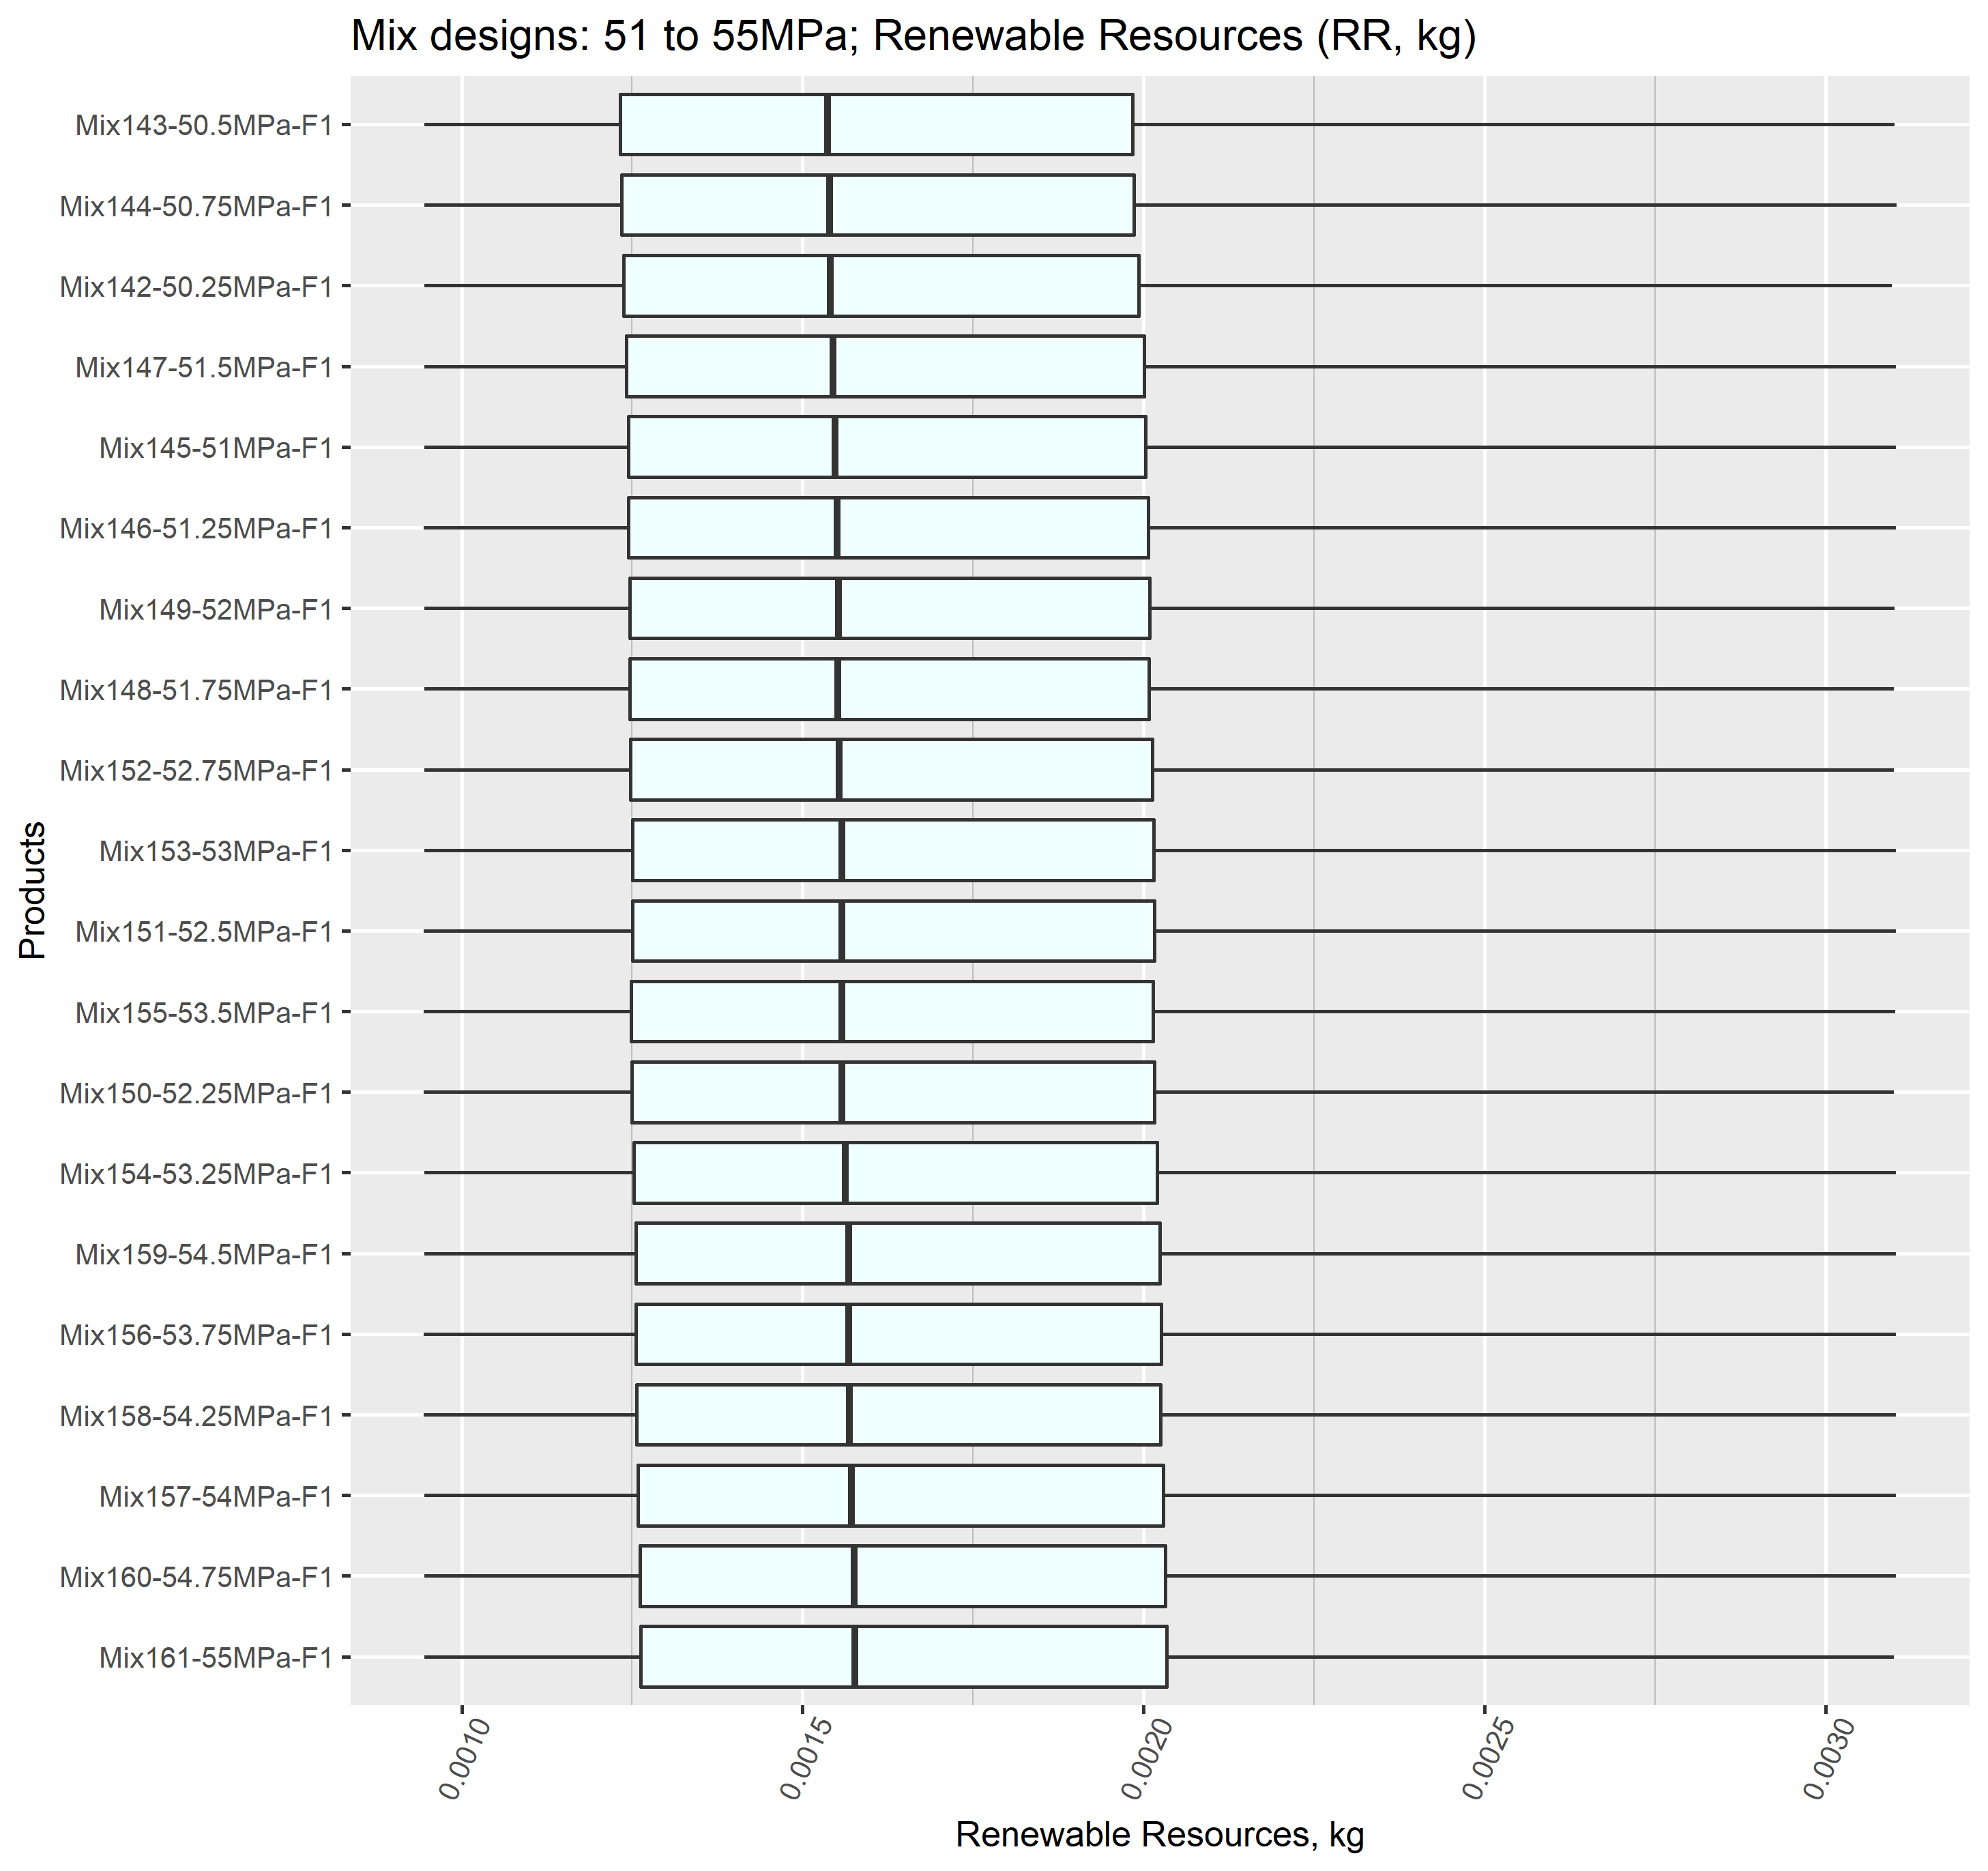 Mix designs: 51 to 55MPa; Renewable Resources (RR, kg)
Mix143-50.5MPa-F1
Mix144-50.75MPa-F1
Mix142-50.25MPa-F1
Mix147-51.5MPa-F1
Mix145-51MPa-F1
Mix146-51.25MPa-F1
Mix149-52MPa-F1
Mix148-51.75MPa-F1
Mix152-52.75MPa-F1
Mix153-53MPa-F1
Mix151-52.5MPa-F1
Mix155-53.5MPa-F1
Mix150-52.25MPa-F1
Mix154-53.25MPa-F1
Mix159-54.5MPa-F1
Mix156-53.75MPa-F1
Mix158-54.25MPa-F1
Mix157-54MPa-F1
Mix160-54.75MPa-F1
Mix161-55MPa-F1
Products
0.0010
0.0015
0.0020
0.0025
0.0030
Renewable Resources, kg